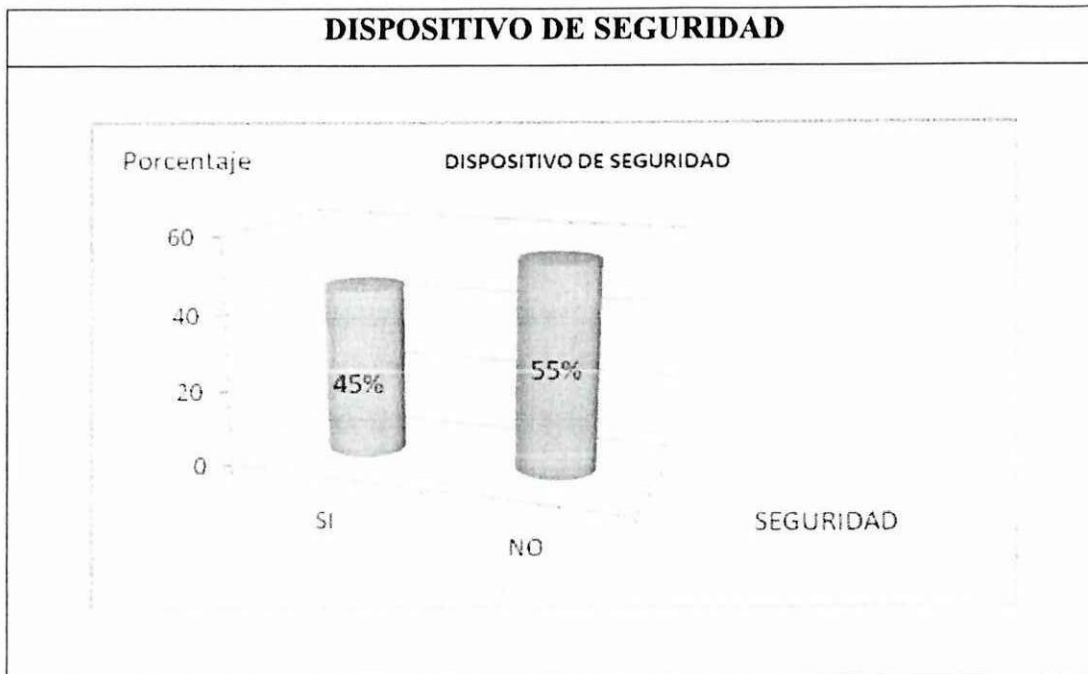 DISPOSITIVO DE SEGURIDAD
Porcentaje
DISPOSITIVO DE SEGURIDAD
60
40
20
0
45%
55%
SI
NO
SEGURIDAD